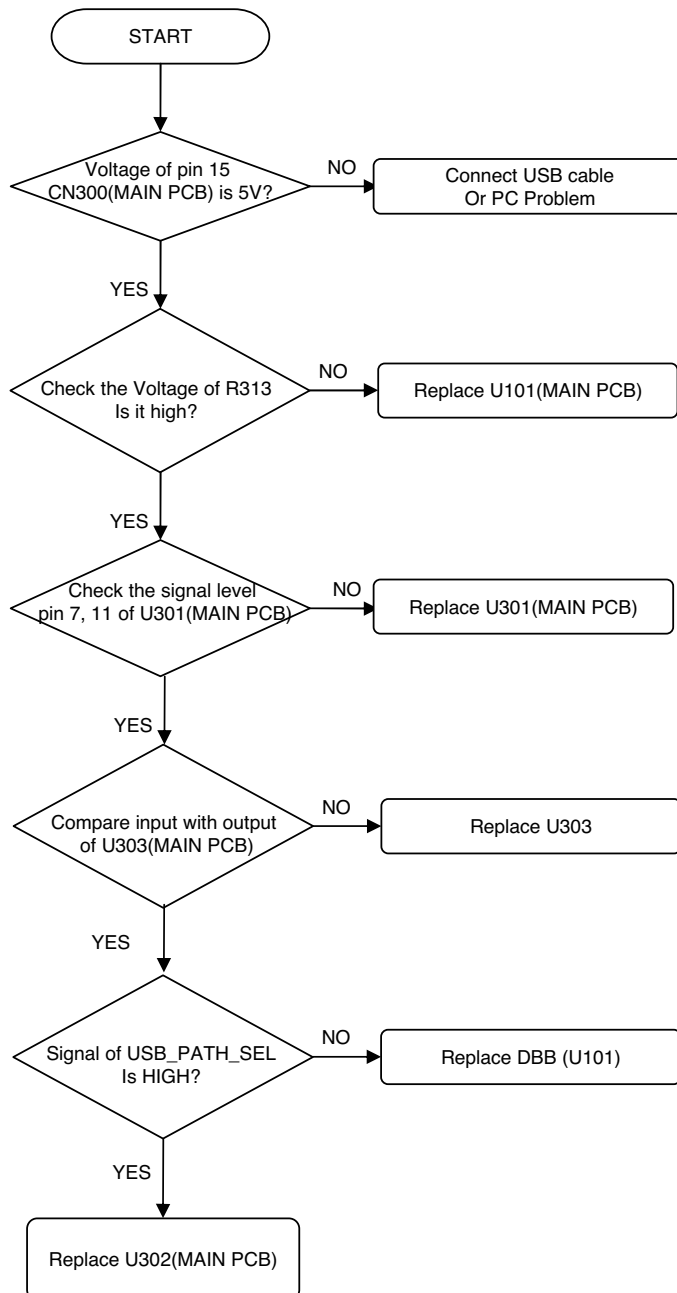 START
Voltage of pin 15
CN300(MAIN PCB) is 5V?
NO
Connect USB cable
Or PC Problem
YES
Check the Voltage of R313
Is it high?
NO
Replace U101(MAIN PCB)
YES
Check the signal level
pin 7, 11 of U301(MAIN PCB)
NO
Replace U301(MAIN PCB)
YES
Compare input with output
of U303(MAIN PCB)
NO
Replace U303
YES
Signal of USB_PATH_SEL
Is HIGH?
NO
Replace DBB (U101)
YES
Replace U302(MAIN PCB)